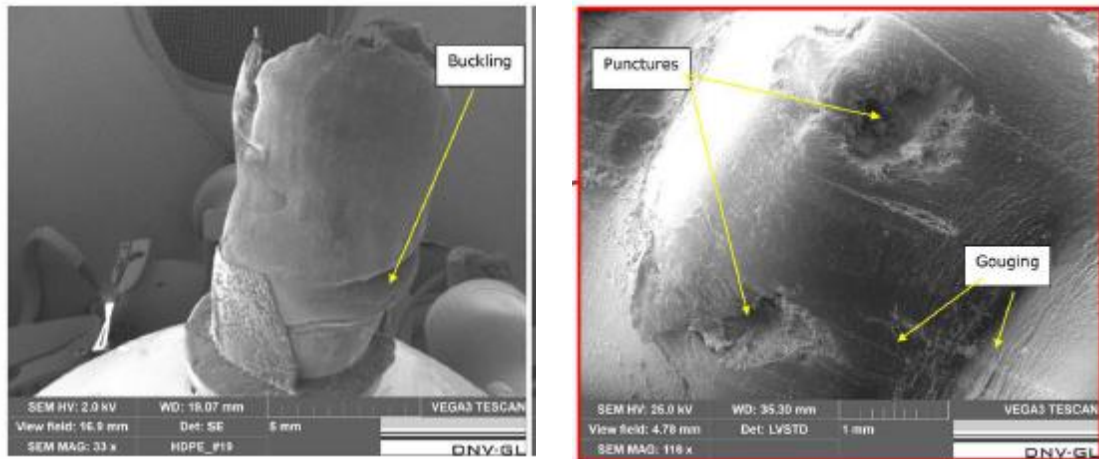 Buckling
SEM HV: 2.0 kV WD: 19.07 mm VEGA3 TESCAN
View field: 16.9 mm Det: SE 5 mm
SEM MAG: 33 x HDPE_#19 DNV-GL
Punctures
Gouging
SEM HV: 25.0 kV WD: 35.30 mm VEGA3 TESCAN
View field: 4.78 mm Det: LVSTD 1 mm
SEM MAG: 116 x DNV-GL